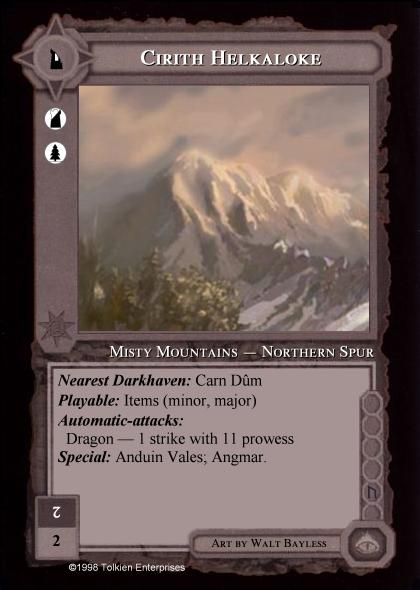 Cirith Helkaloke
Misty Mountains — Northern Spur
Nearest Darkhaven: Carn Dûm
Playable: Items (minor, major)
Automatic-attacks:
Dragon — 1 strike with 11 prowess
Special: Anduin Vales; Angmar.
2
2
Art by Walt Bayless
©1998 Tolkien Enterprises